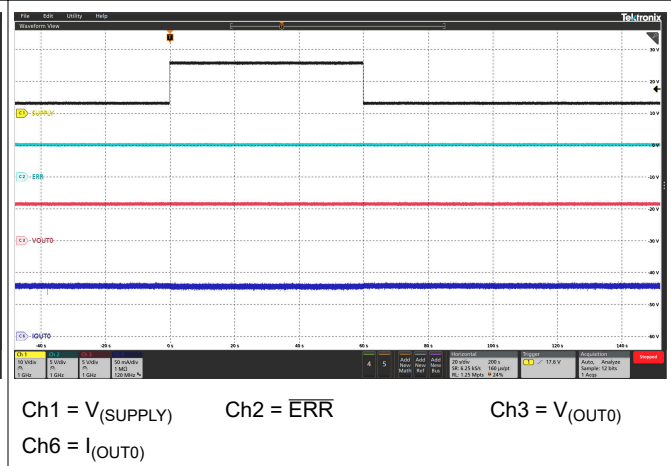 File Edit Utility Help
Tektronix
Waveform View
30 V
20 V
C1 SUPPLY
10 V
0 V
C2 ERR
-10 V
-20 V
C3 VOUT0
-30 V
-40 V
-50 V
C6 IOUT0
-60 V
-40 s -20 s 0 s 20 s 40 s 60 s 80 s 100 s 120 s 140 s
Ch 1 Ch 2 Ch 3
10 V/div 5 V/div 5 V/div 50 mA/div
1 MΩ
1 GHz 1 GHz 1 GHz 120 MHz
4 5
Add New Math Add New Ref Add New Bus
Horizontal
20 s/div 200 s
SR: 6.25 kS/s 160 µs/pt
RL: 1.25 Mpts 24%
Trigger
17.8 V
Acquisition
Auto, Analyze
Sample: 12 bits
1 Acqs
Stopped
Ch1 = V(SUPPLY) Ch2 = ERR Ch3 = V(OUT0)
Ch6 = I(OUT0)